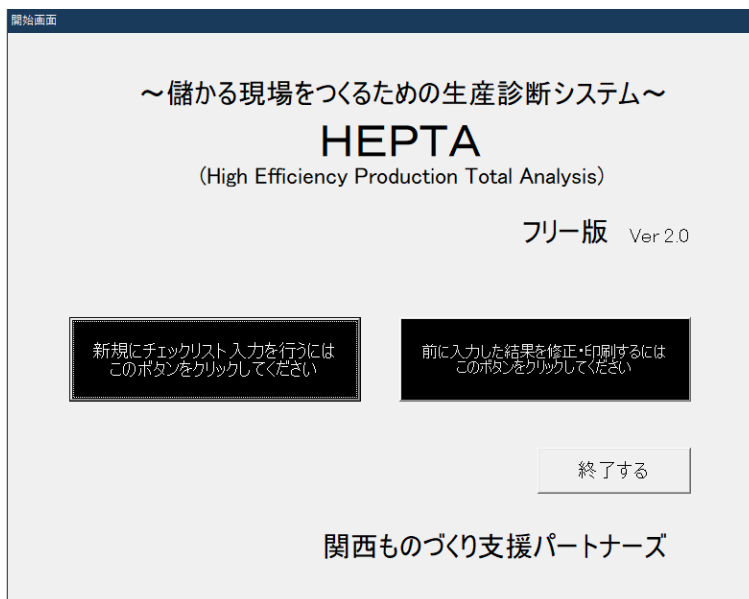 開始画面
～儲かる現場をつくるための生産診断システム～
HEPTA
(High Efficiency Production Total Analysis)
フリー版 Ver 2.0
新規にチェックリスト入力を行うには
このボタンをクリックしてください
前に入力した結果を修正・印刷するには
このボタンをクリックしてください
終了する
関西ものづくり支援パートナーズ